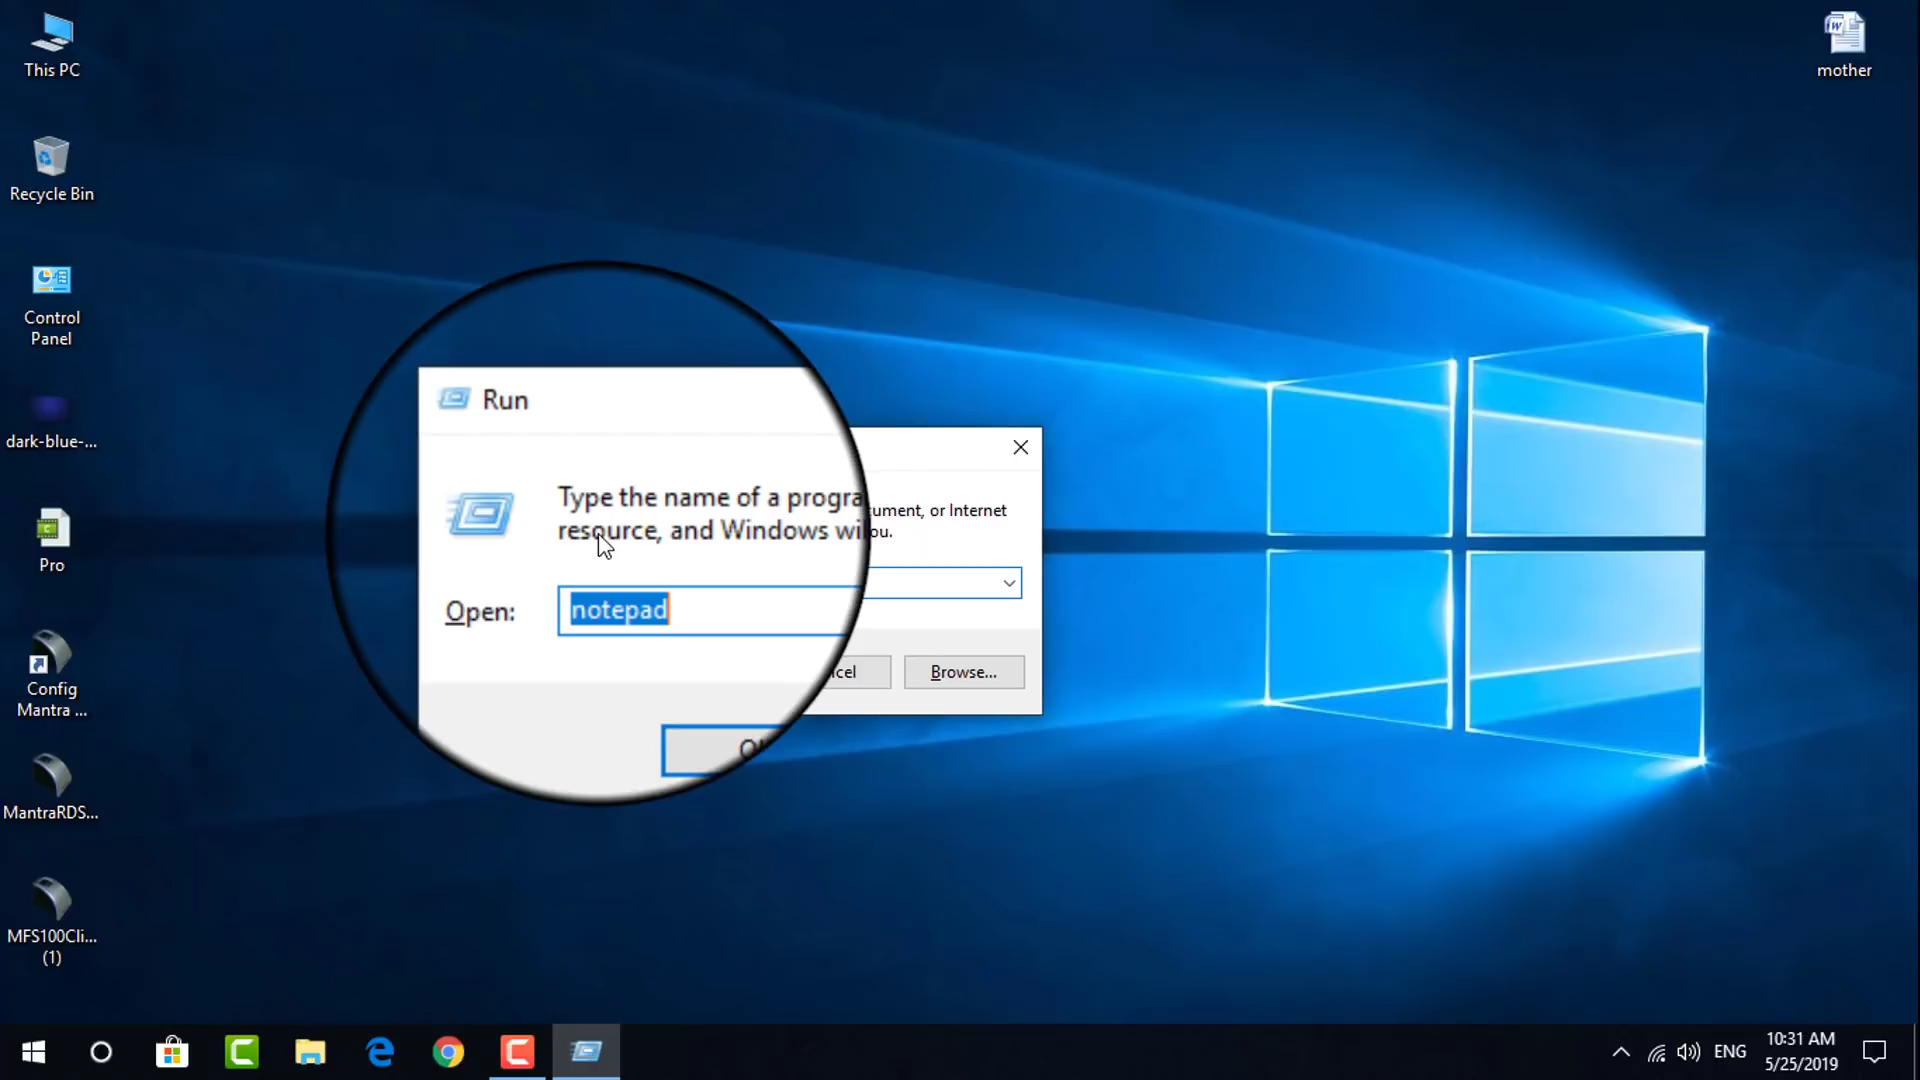 This PC
mother
Recycle Bin
Control
Panel
dark-blue-...
Pro
Config
Mantra ...
MantraRDS...
MFS100Cli...
(1)
Run
Type the name of a progra
resource, and Windows wil
cument, or Internet
ou.
Open:
notepad
cel
Browse...
ENG
10:31 AM
5/25/2019